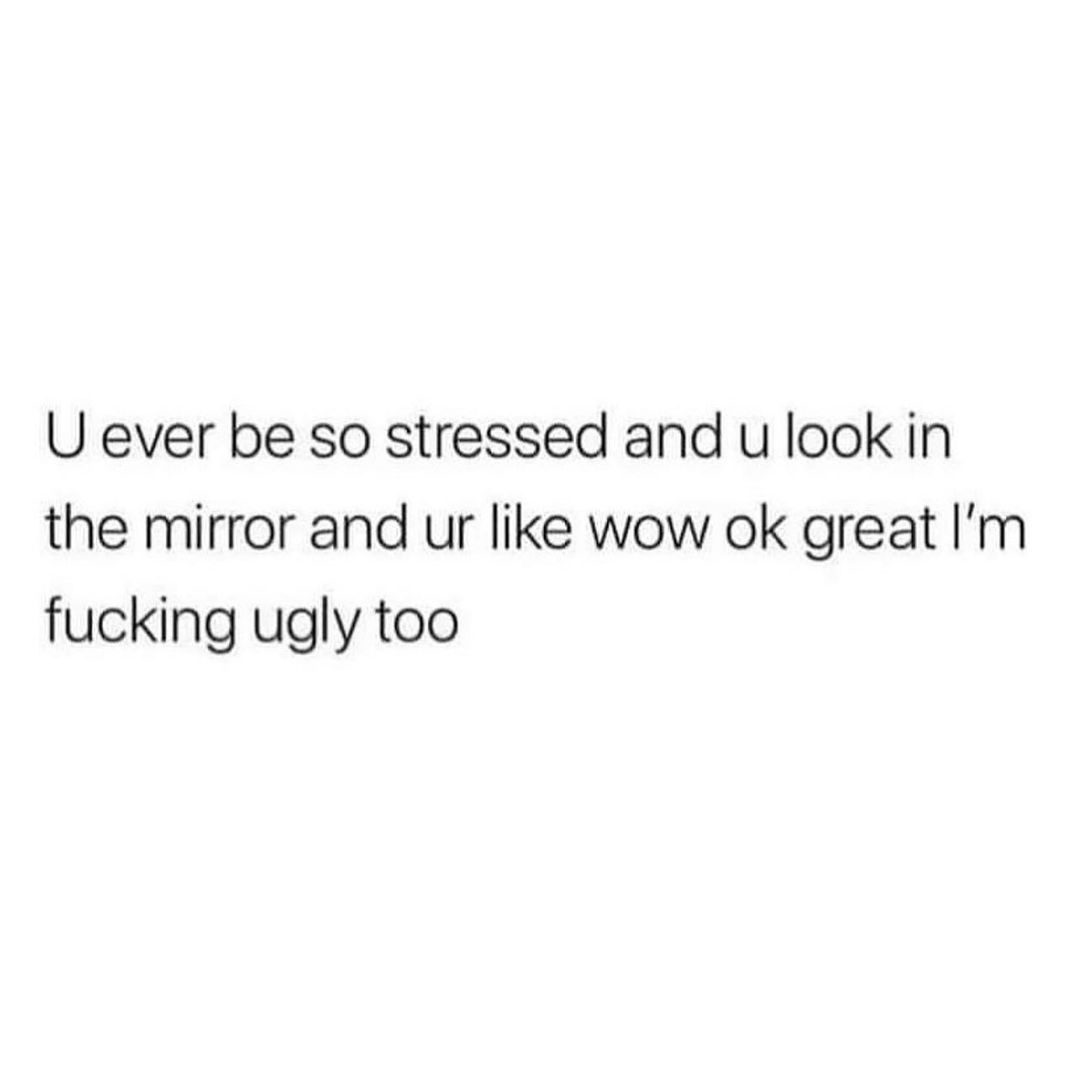 U ever be so stressed and u look in
the mirror and ur like wow ok great I'm
fucking ugly too